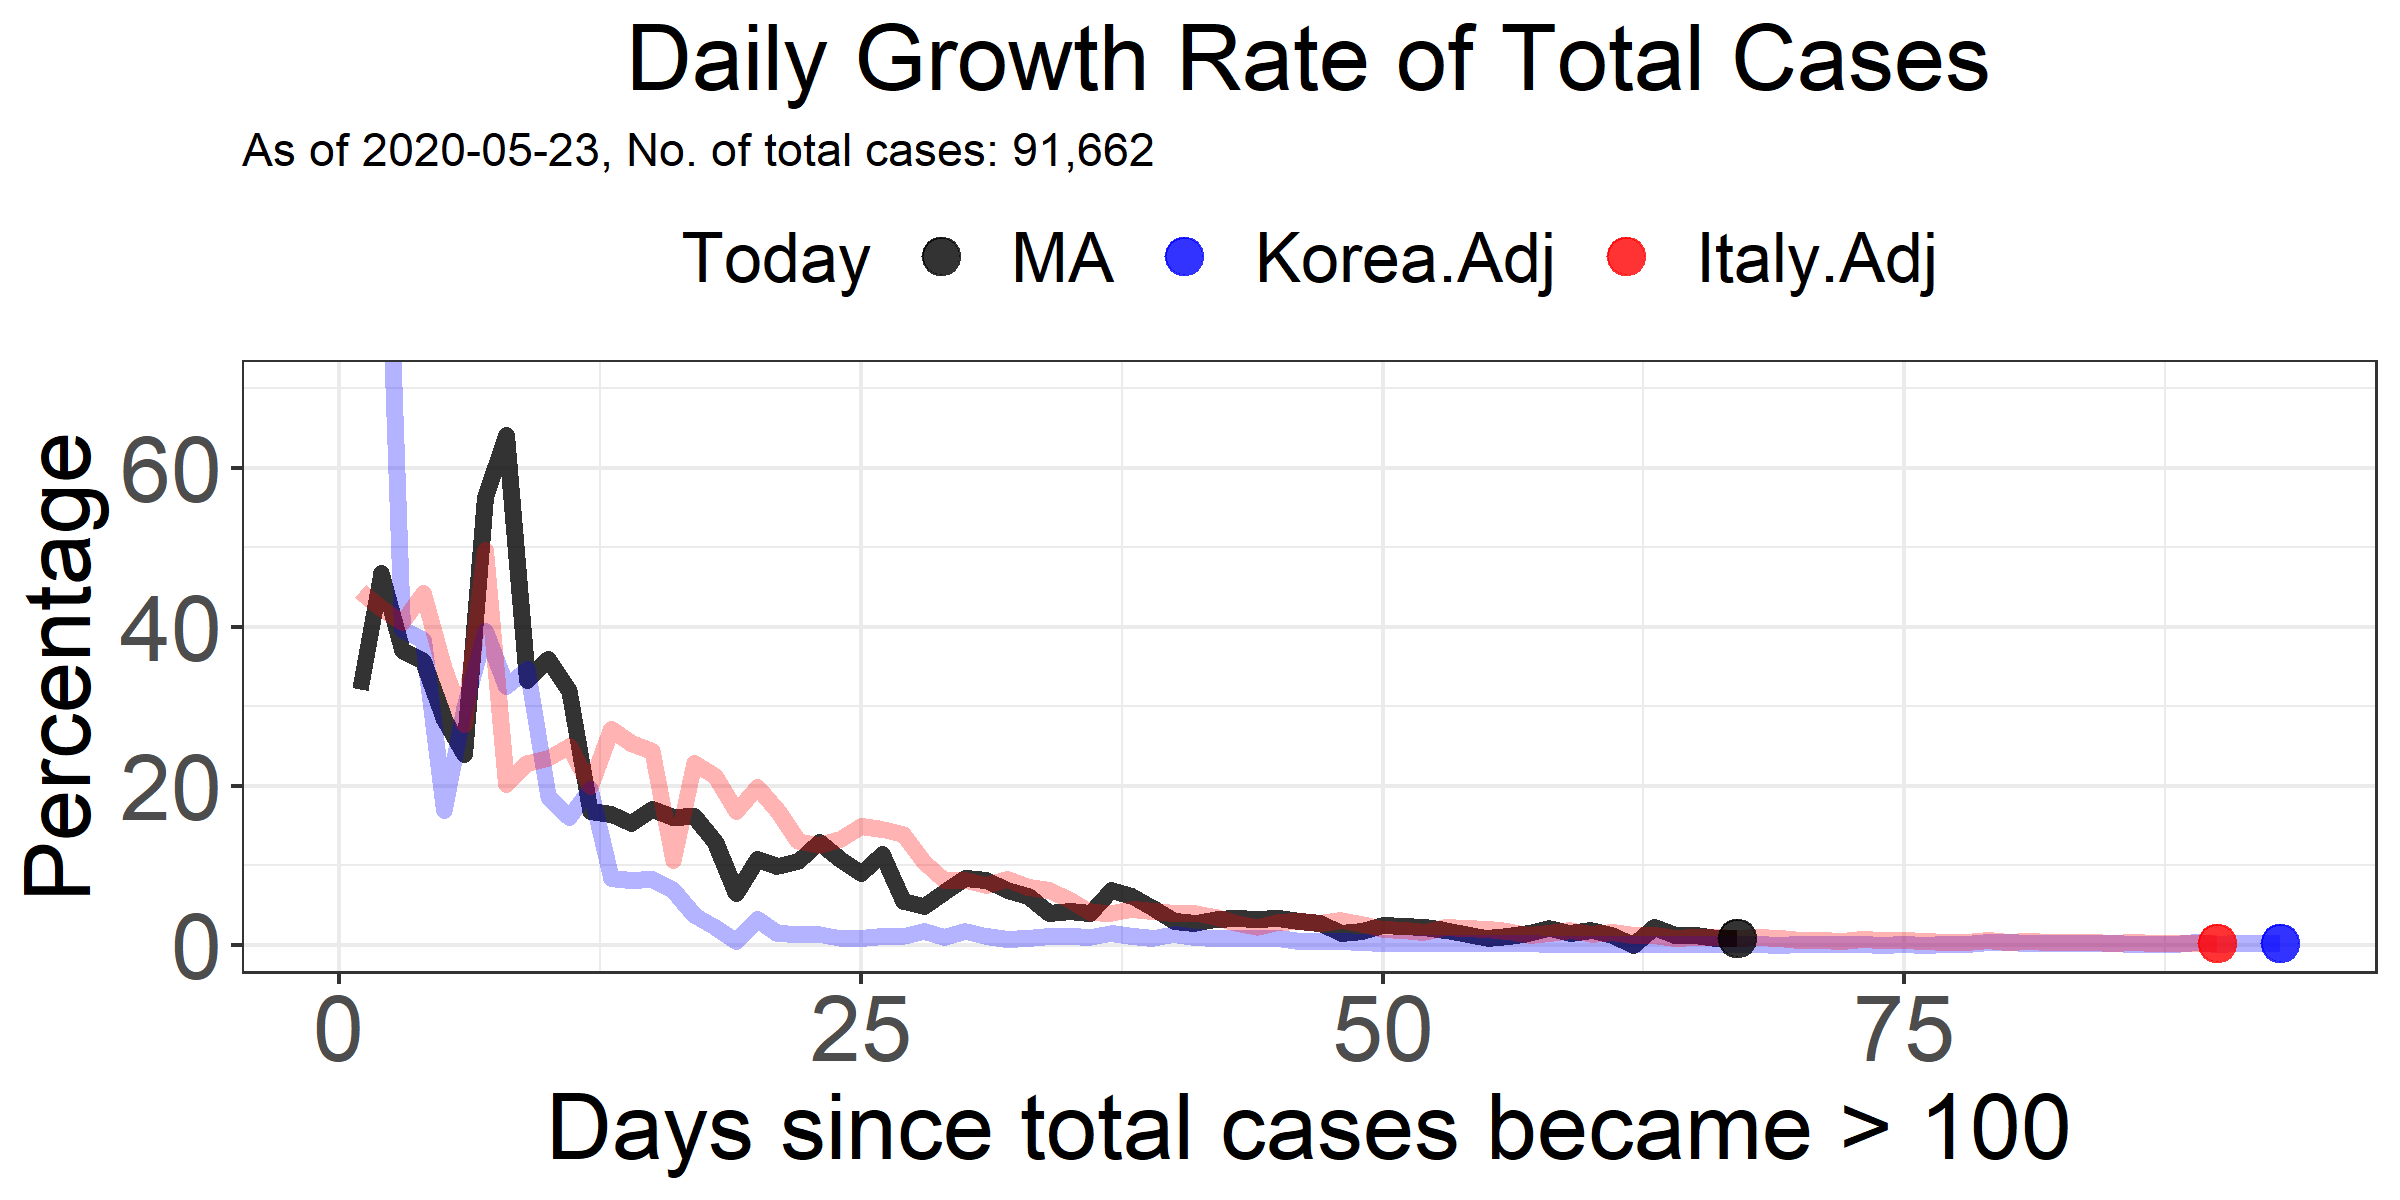 Daily Growth Rate of Total Cases
As of 2020-05-23, No. of total cases: 91,662
Today MA Korea.Adj Italy.Adj
Percentage
60
40
20
0
0 25 50 75
Days since total cases became > 100